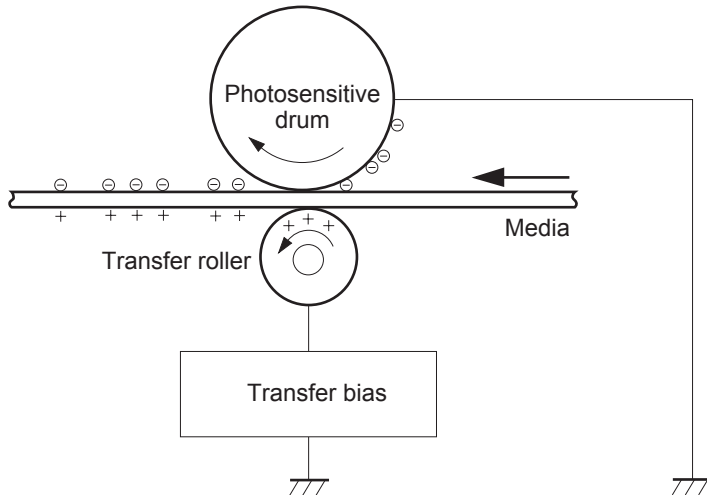 Photosensitive
drum
Media
Transfer roller
Transfer bias